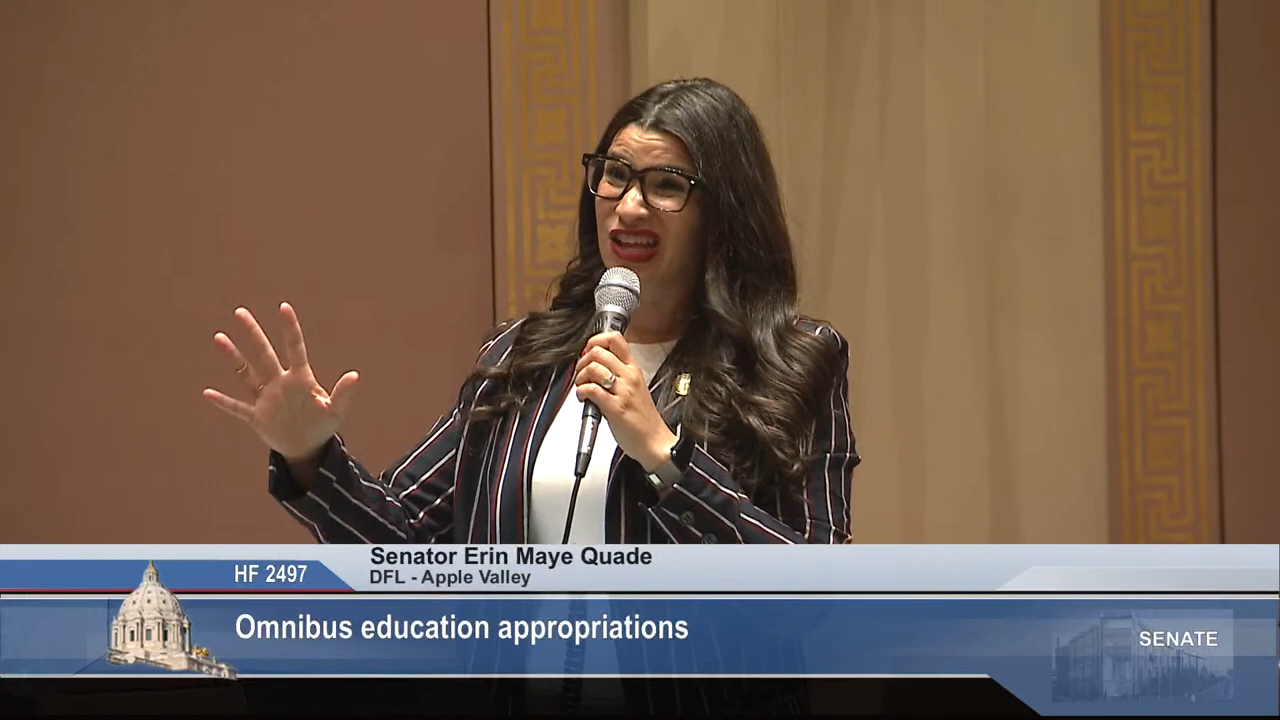 Senator Erin Maye Quade
HF 2497
DFL - Apple Valley
Omnibus education appropriations
SENATE